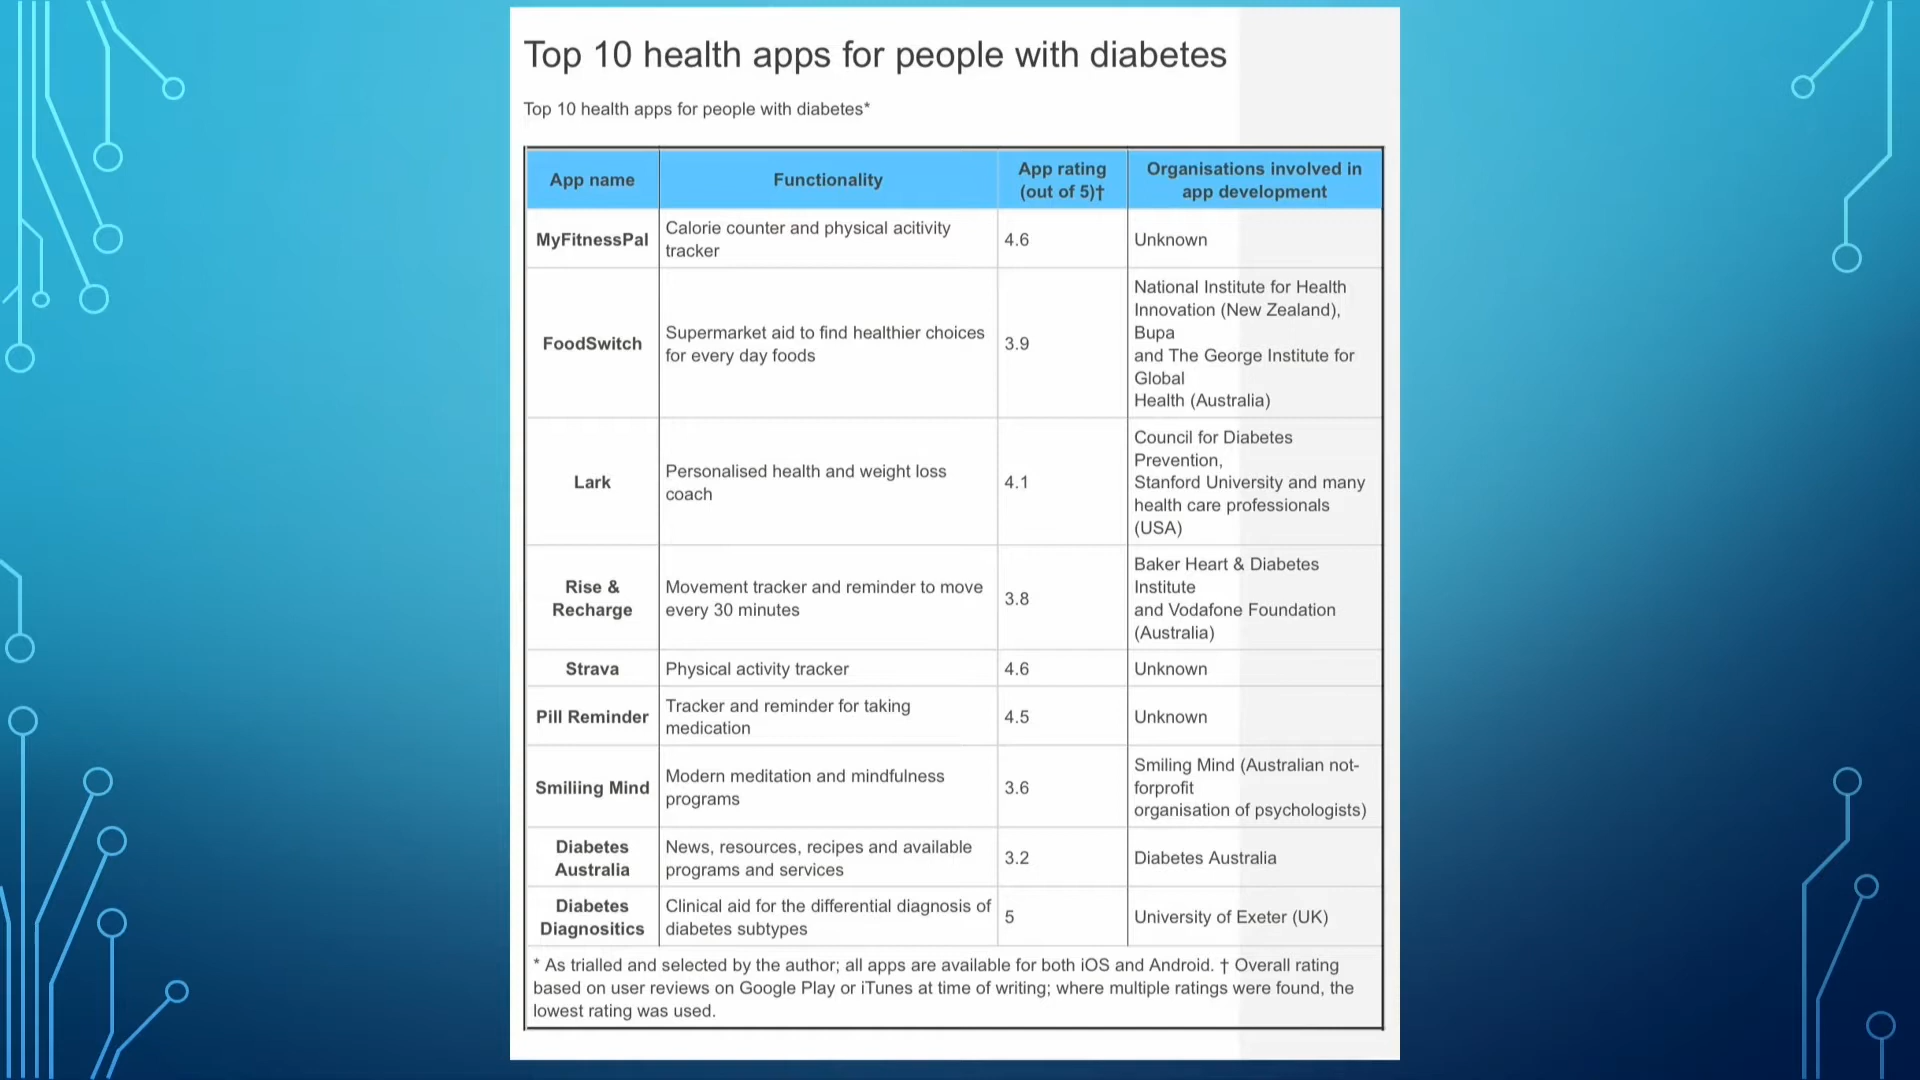 Top 10 health apps for people with diabetes
Top 10 health apps for people with diabetes*
App name
Functionality
App rating
(out of 5)†
Organisations involved in
app development
MyFitnessPal
Calorie counter and physical acitivity
tracker
4.6
Unknown
FoodSwitch
Supermarket aid to find healthier choices
for every day foods
3.9
National Institute for Health
Innovation (New Zealand),
Bupa
and The George Institute for
Global
Health (Australia)
Lark
Personalised health and weight loss
coach
4.1
Council for Diabetes
Prevention,
Stanford University and many
health care professionals
(USA)
Rise &
Recharge
Movement tracker and reminder to move
every 30 minutes
3.8
Baker Heart & Diabetes
Institute
and Vodafone Foundation
(Australia)
Strava
Physical activity tracker
4.6
Unknown
Pill Reminder
Tracker and reminder for taking
medication
4.5
Unknown
Smiliing Mind
Modern meditation and mindfulness
programs
3.6
Smiling Mind (Australian not-
forprofit
organisation of psychologists)
Diabetes
Australia
News, resources, recipes and available
programs and services
3.2
Diabetes Australia
Diabetes
Diagnositics
Clinical aid for the differential diagnosis of
diabetes subtypes
5
University of Exeter (UK)
* As trialled and selected by the author; all apps are available for both iOS and Android. † Overall rating
based on user reviews on Google Play or iTunes at time of writing; where multiple ratings were found, the
lowest rating was used.